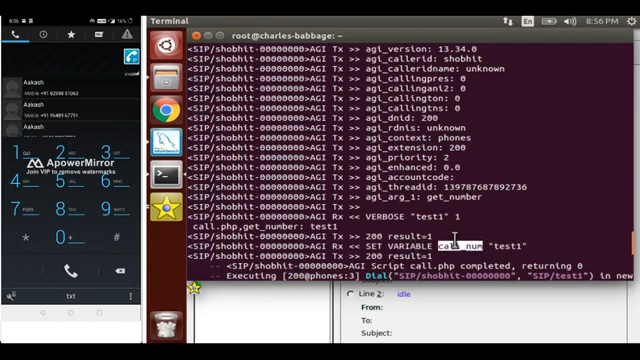 8:56
Terminal
En
8:56 PM
root@charles-babbage: ~
Aakash
Mobile +91 82998 51063
Aakash
Mobile +91 96489 67791
Aakash
ApowerMirror
Join VIP to remove watermarks
1
2
3
4
5
6
7
8
9
*
0
#
txt
<SIP/shobhit-00000000>AGI Tx >> agi_version: 13.34.0
<SIP/shobhit-00000000>AGI Tx >> agi_callerid: shobhit
<SIP/shobhit-00000000>AGI Tx >> agi_calleridname: unknown
<SIP/shobhit-00000000>AGI Tx >> agi_callingpres: 0
<SIP/shobhit-00000000>AGI Tx >> agi_callingani2: 0
<SIP/shobhit-00000000>AGI Tx >> agi_callington: 0
<SIP/shobhit-00000000>AGI Tx >> agi_callingtns: 0
<SIP/shobhit-00000000>AGI Tx >> agi_dnid: 200
<SIP/shobhit-00000000>AGI Tx >> agi_rdnis: unknown
<SIP/shobhit-00000000>AGI Tx >> agi_context: phones
<SIP/shobhit-00000000>AGI Tx >> agi_extension: 200
<SIP/shobhit-00000000>AGI Tx >> agi_priority: 2
<SIP/shobhit-00000000>AGI Tx >> agi_enhanced: 0.0
<SIP/shobhit-00000000>AGI Tx >> agi_accountcode:
<SIP/shobhit-00000000>AGI Tx >> agi_threadid: 139787687892736
<SIP/shobhit-00000000>AGI Tx >> agi_arg_1: get_number
<SIP/shobhit-00000000>AGI Tx >>
<SIP/shobhit-00000000>AGI Rx << VERBOSE "test1" 1
call.php,get_number: test1
<SIP/shobhit-00000000>AGI Tx >> 200 result=1
<SIP/shobhit-00000000>AGI Rx << SET VARIABLE call_num "test1"
<SIP/shobhit-00000000>AGI Tx >> 200 result=1
-- <SIP/shobhit-00000000>AGI Script call.php completed, returning 0
-- Executing [200@phones:3] Dial("SIP/shobhit-00000000", "SIP/test1") in new
Line 2: idle
From:
To:
Subject: